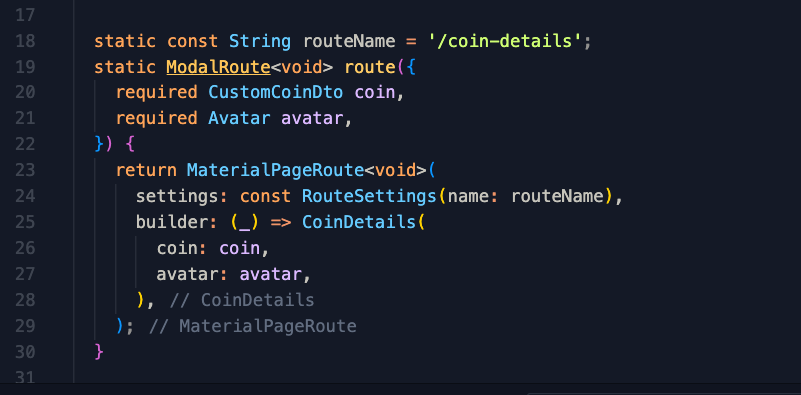 17
18 static const String routeName = '/coin-details';
19 static ModalRoute<void> route({
20 required CustomCoinDto coin,
21 required Avatar avatar,
22 }) {
23 return MaterialPageRoute<void>(
24 settings: const RouteSettings(name: routeName),
25 builder: (_) => CoinDetails(
26 coin: coin,
27 avatar: avatar,
28 ), // CoinDetails
29 ); // MaterialPageRoute
30 }
31